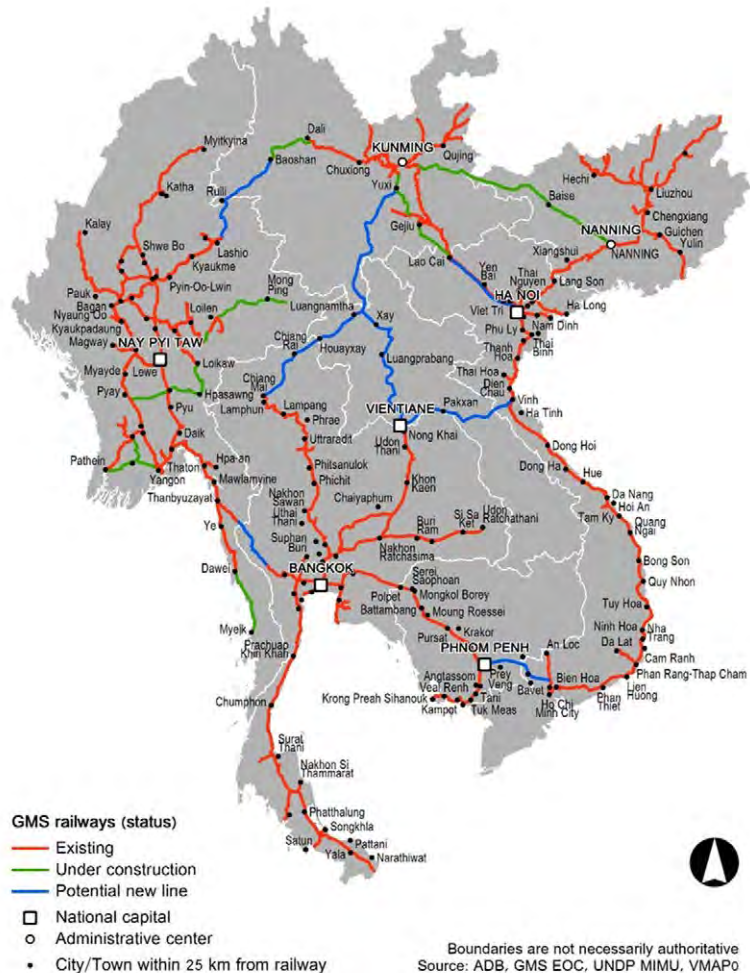 Dali
Myitkyina
KUNMING
Qujing
Baoshan
Chuxiong
Hechi
Katha
Yuxi
Liuzhou
Ruili
Baise
Chengxiang
Kalay
Gejiu
NANNING
Guichen
Shwe Bo
Lashio
Xiangshui
NANNING
Yulin
Kyaukme
Lao Cai
Yen
Bai
Thai
Nguyen
Lang Son
Pyin-Oo-Lwin
Mong
Ping
Pauk
Loilen
HA NOI
Bagan
Luangnamtha
Xay
Viet Tri
Ha Long
Nyaung Oo
Kyaukpadaung
Chiang
Rai
Phu Ly
Nam Dinh
Magway
NAY PYI TAW
Houayxay
Luangprabang
Thanh
Hoa
Thai
Binh
Loikaw
Thai Hoa
Myayde
Lewe
Chiang
Mai
Dien
Chau
Pyay
Hpasawng
Lamphun
Lampang
VIENTIANE
Pakxan
Vinh
Pyu
Phrae
Ha Tinh
Nong Khai
Daik
Uttraradit
Udon
Thani
Dong Hoi
Pathein
Hpa-an
Phitsanulok
Thaton
Dong Ha
Hue
Yangon
Mawlamyine
Phichit
Khon
Kaen
Thanbyuzayat
Nakhon
Sawan
Chaiyaphum
Da Nang
Hoi An
Uthai
Thani
Si Sa
Ket
Udon
Ratchathani
Tam Ky
Ye
Buri
Ram
Quang
Ngai
Suphan
Buri
Nakhon
Ratchasima
Bong Son
BANGKOK
Serei
Saophoan
Dawei
Polpet
Mongkol Borey
Quy Nhon
Battambang
Moung Roessei
Tuy Hoa
Myeik
Krakor
Ninh Hoa
Nha
Trang
Prachuap
Khiri Khan
Pursat
An Loc
Da Lat
PHNOM PENH
Cam Ranh
Angtassom
Prey
Veng
Bien Hoa
Phan Rang-Thap Cham
Chumphon
Veal Renh
Tani
Bavet
Lien
Huong
Krong Preah Sihanouk
Ho Chi
Minh City
Phan
Thiet
Kampot
Tuk Meas
Surat
Thani
Nakhon Si
Thammarat
Phatthalung
Songkhla
Satun
Pattani
Yala
Narathiwat
GMS railways (status)
Existing
Under construction
Potential new line
National capital
Administrative center
City/Town within 25 km from railway
Boundaries are not necessarily authoritative
Source: ADB, GMS EOC, UNDP MIMU, VMAP0